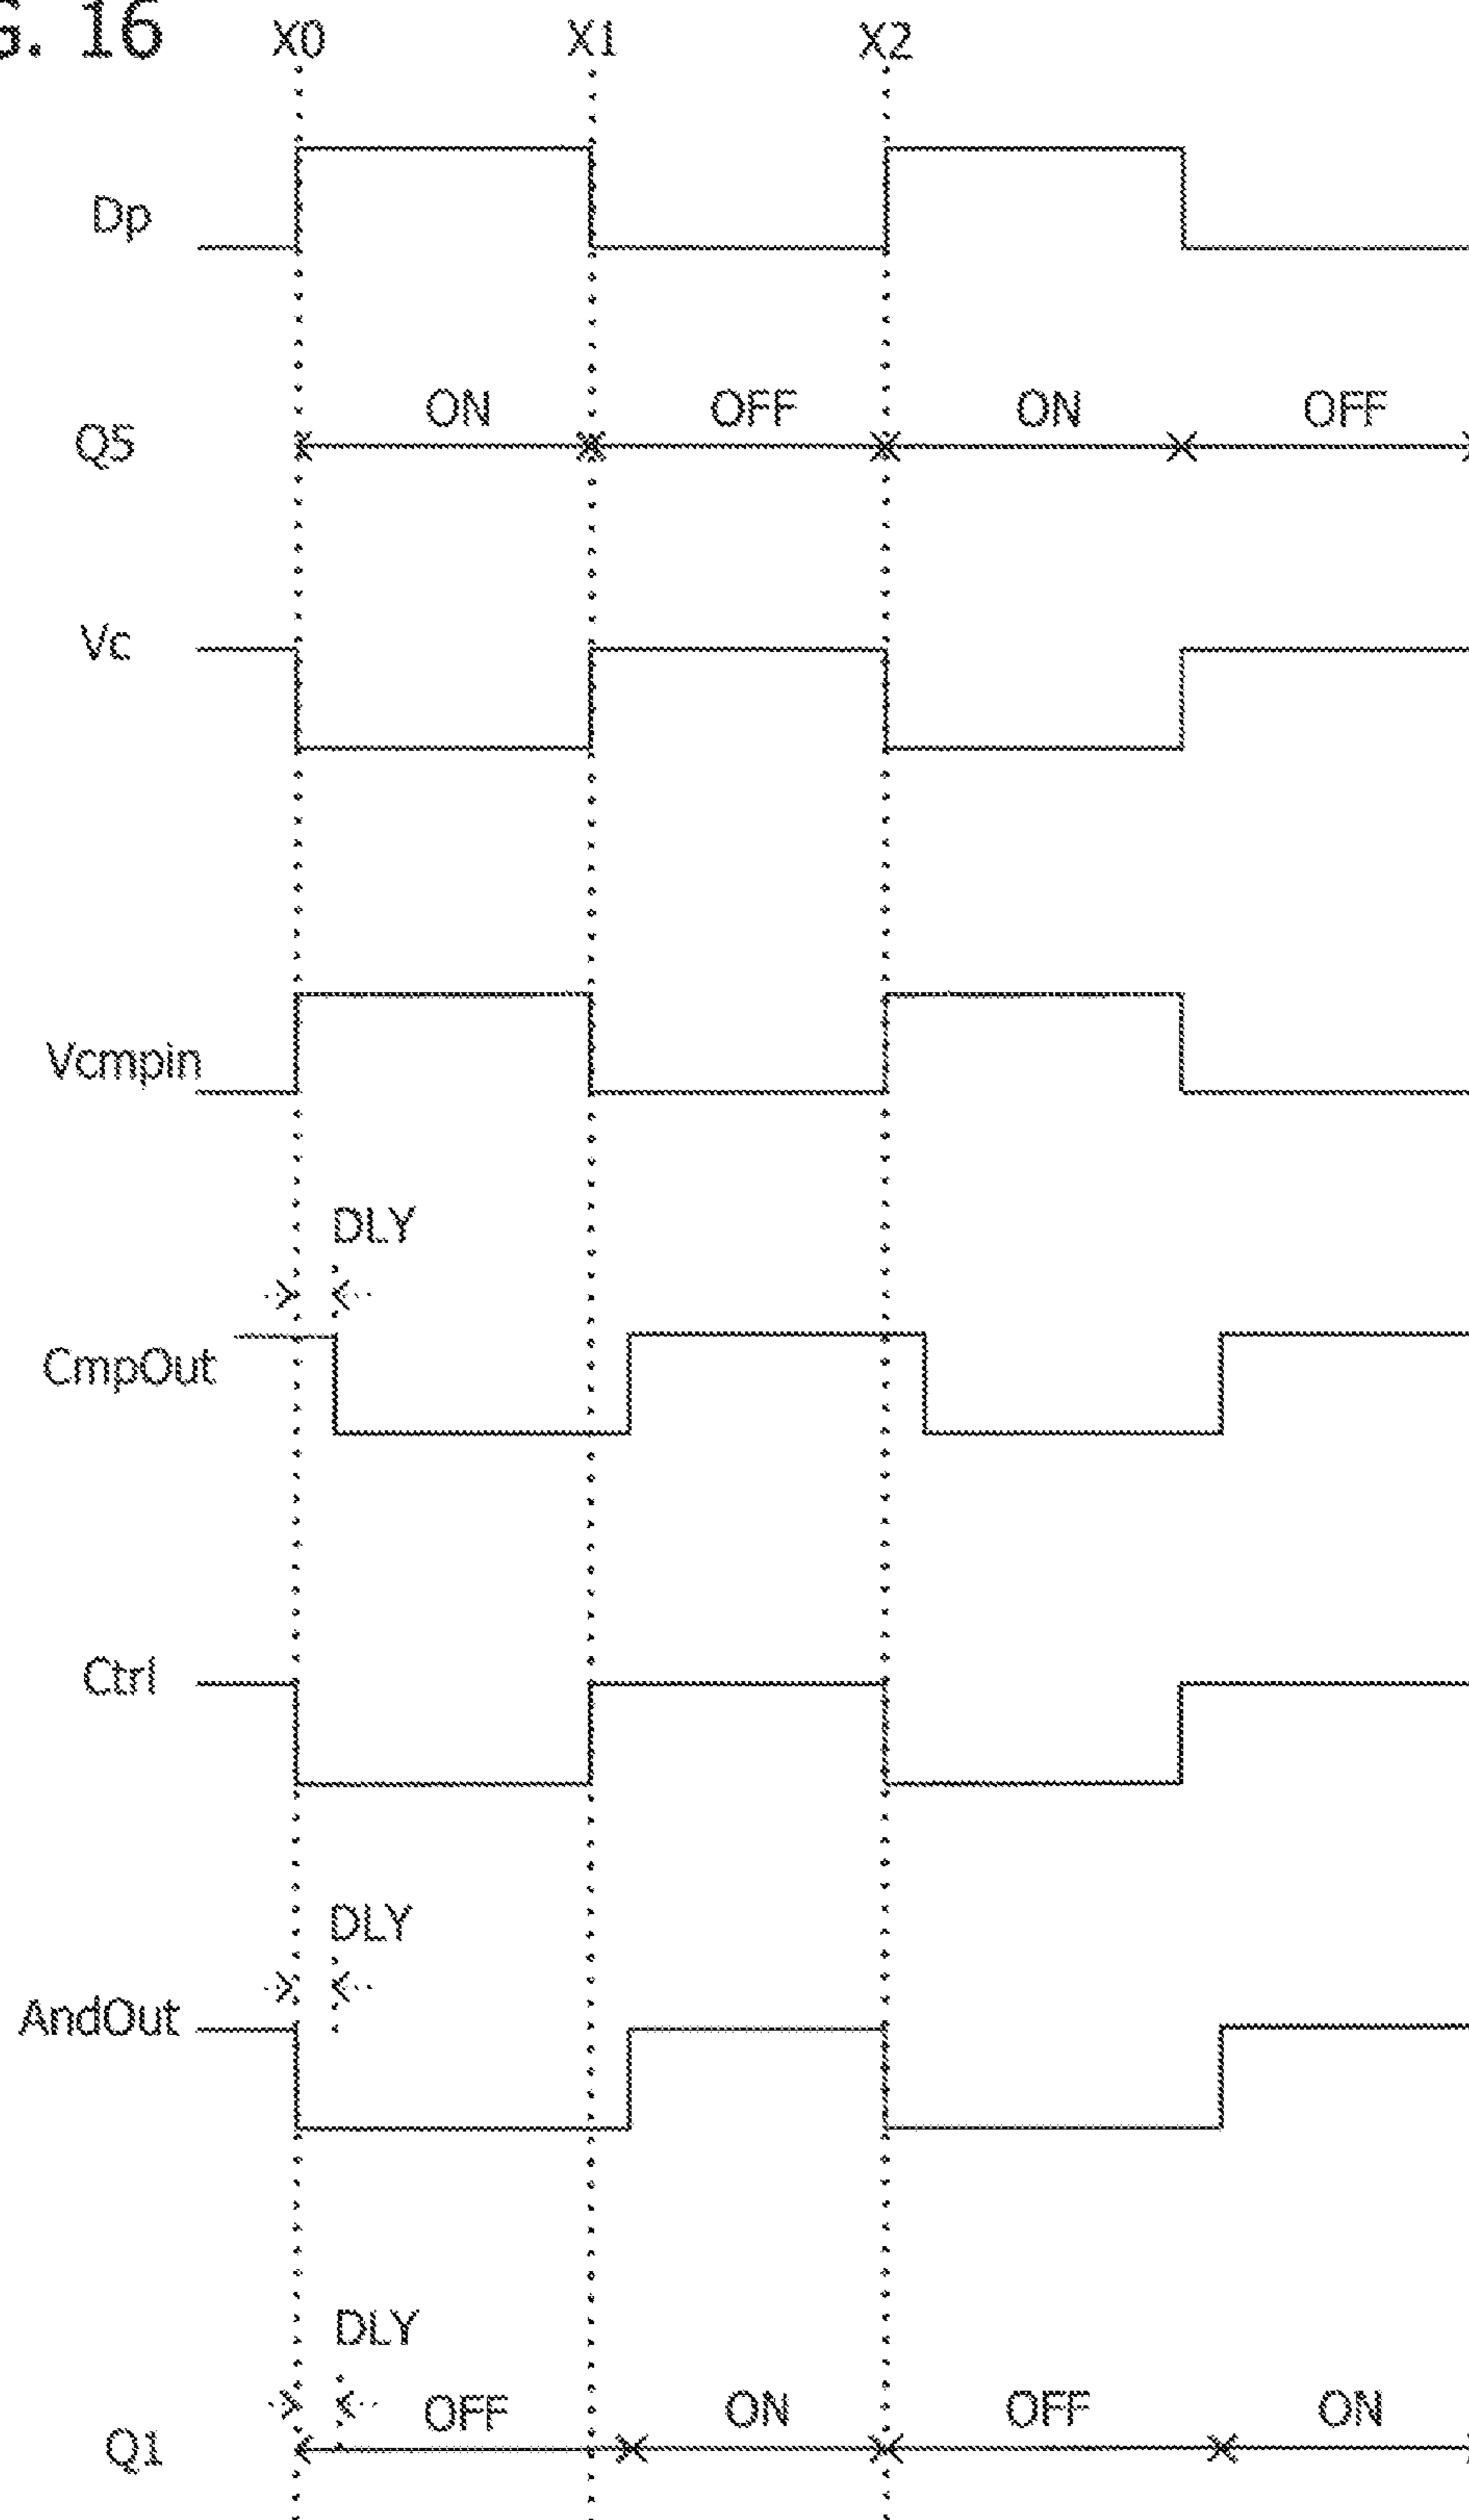 G. 16
X0 X1 X2
Dp
ON OFF ON OFF
Q5
Vc
Vcmpin
DLY
CmpOut
Ctrl
DLY
AndOut
DLY
OFF ON OFF ON
Q1